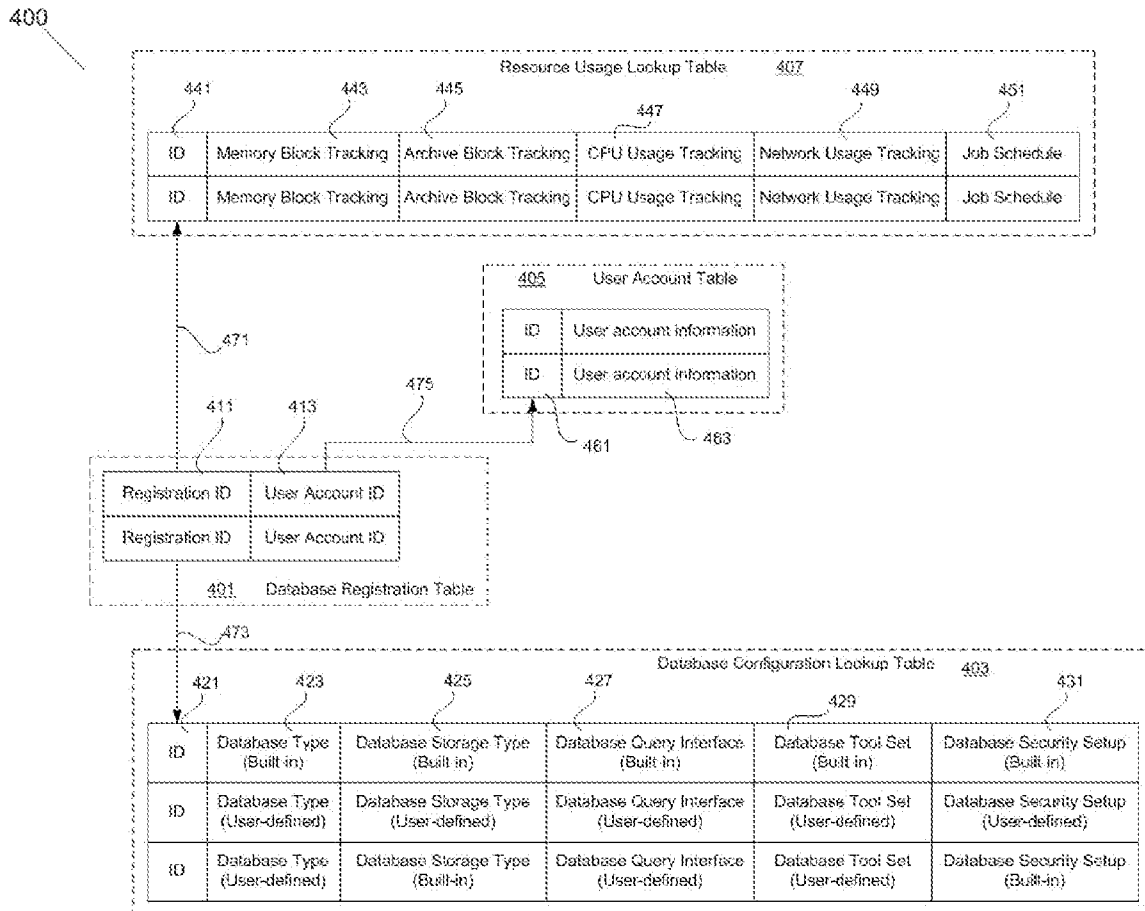 400
Resource Usage Lookup Table 407
441 443 445 447 449 451
ID Memory Block Tracking Archive Block Tracking CPU Usage Tracking Network Usage Tracking Job Schedule
ID Memory Block Tracking Archive Block Tracking CPU Usage Tracking Network Usage Tracking Job Schedule
405 User Account Table
ID User account information
ID User account information
471
475
461 463
411 413
Registration ID User Account ID
Registration ID User Account ID
401 Database Registration Table
473
Database Configuration Lookup Table 403
421 423 425 427 429 431
ID Database Type Database Storage Type Database Query Interface Database Tool Set Database Security Setup
(Built-in) (Built-in) (Built-in) (Built-in) (Built-in)
ID Database Type Database Storage Type Database Query Interface Database Tool Set Database Security Setup
(User-defined) (User-defined) (User-defined) (User-defined) (User-defined)
ID Database Type Database Storage Type Database Query Interface Database Tool Set Database Security Setup
(User-defined) (Built-in) (User-defined) (User-defined) (Built-in)